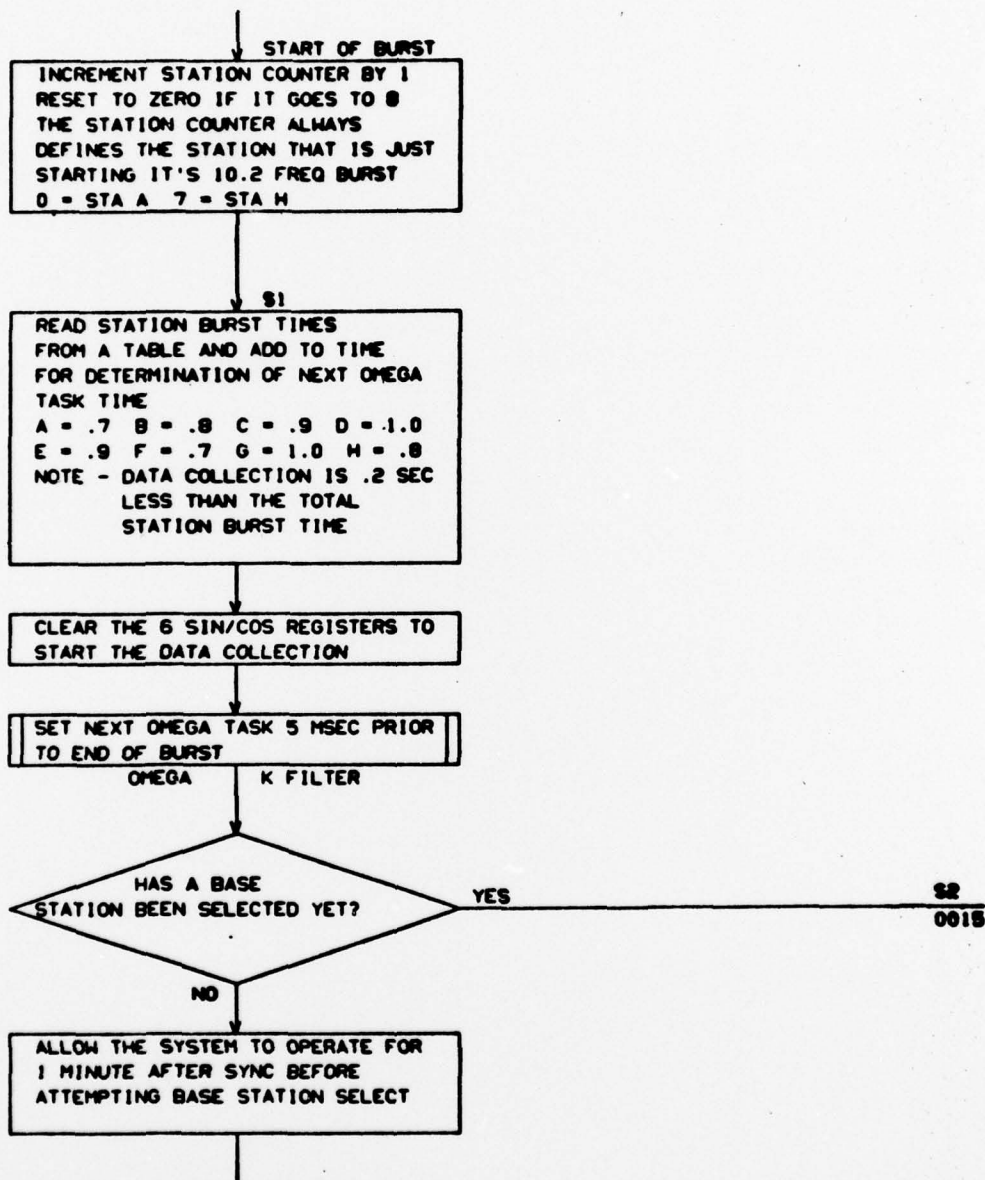 START OF BURST
INCREMENT STATION COUNTER BY 1
RESET TO ZERO IF IT GOES TO 8
THE STATION COUNTER ALWAYS
DEFINES THE STATION THAT IS JUST
STARTING IT'S 10.2 FREQ BURST
0 = STA A 7 = STA H
S1
READ STATION BURST TIMES
FROM A TABLE AND ADD TO TIME
FOR DETERMINATION OF NEXT OMEGA
TASK TIME
A = .7 B = .8 C = .9 D = 1.0
E = .9 F = .7 G = 1.0 H = .8
NOTE - DATA COLLECTION IS .2 SEC
LESS THAN THE TOTAL
STATION BURST TIME
CLEAR THE 6 SIN/COS REGISTERS TO
START THE DATA COLLECTION
SET NEXT OMEGA TASK 5 MSEC PRIOR
TO END OF BURST
OMEGA K FILTER
HAS A BASE
STATION BEEN SELECTED YET?
YES
S2
0015
NO
ALLOW THE SYSTEM TO OPERATE FOR
1 MINUTE AFTER SYNC BEFORE
ATTEMPTING BASE STATION SELECT